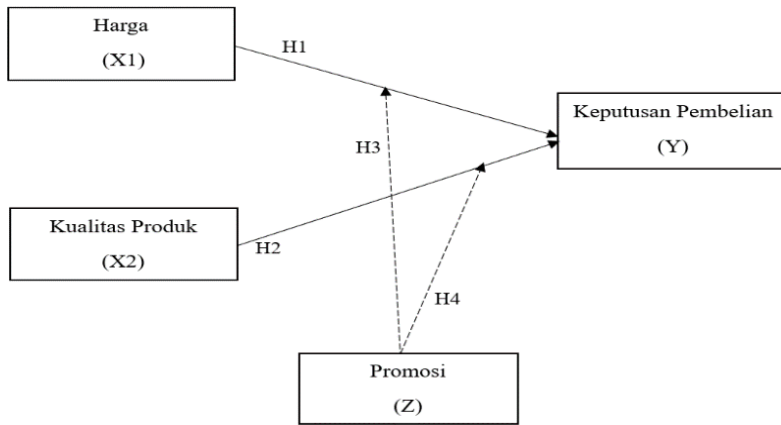 Harga
(X1)
H1
Keputusan Pembelian
(Y)
H3
Kualitas Produk
(X2)
H2
H4
Promosi
(Z)